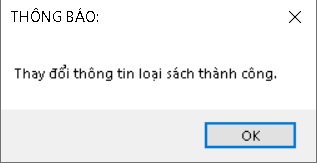 THÔNG BÁO:
Thay đổi thông tin loại sách thành công.
OK